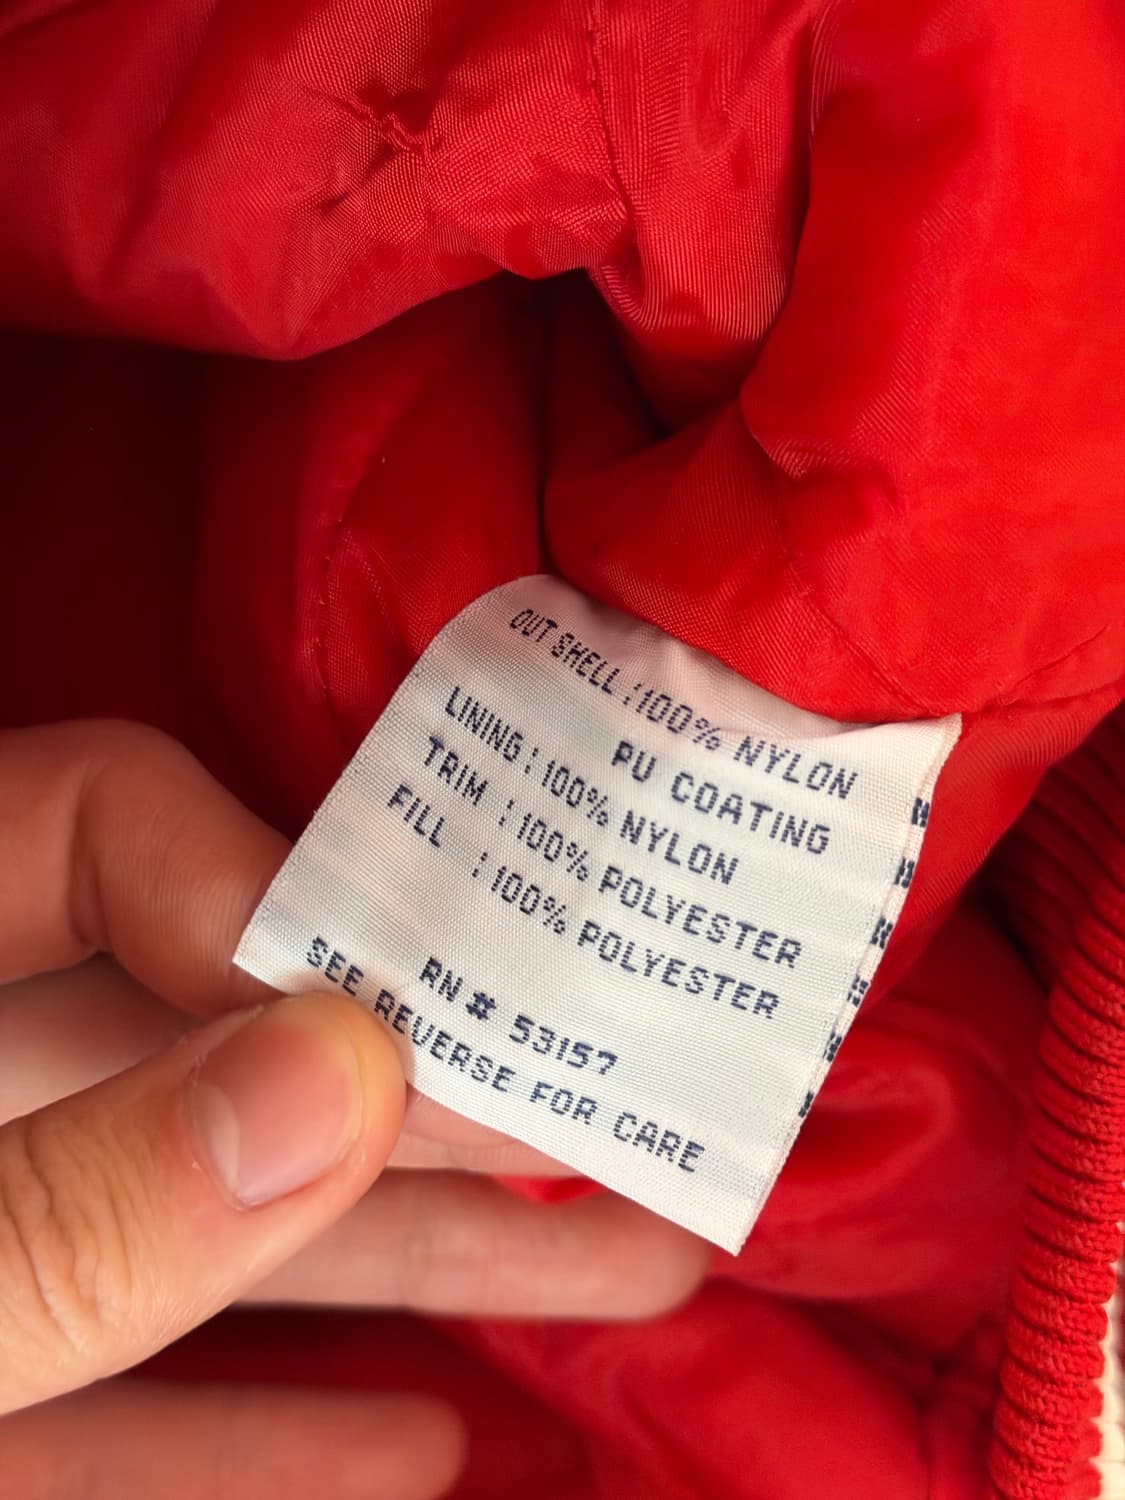 OUT SHELL : 100% NYLON
PU COATING
LINING : 100% NYLON
TRIM : 100% POLYESTER
FILL : 100% POLYESTER
RN # 53157
SEE REVERSE FOR CARE